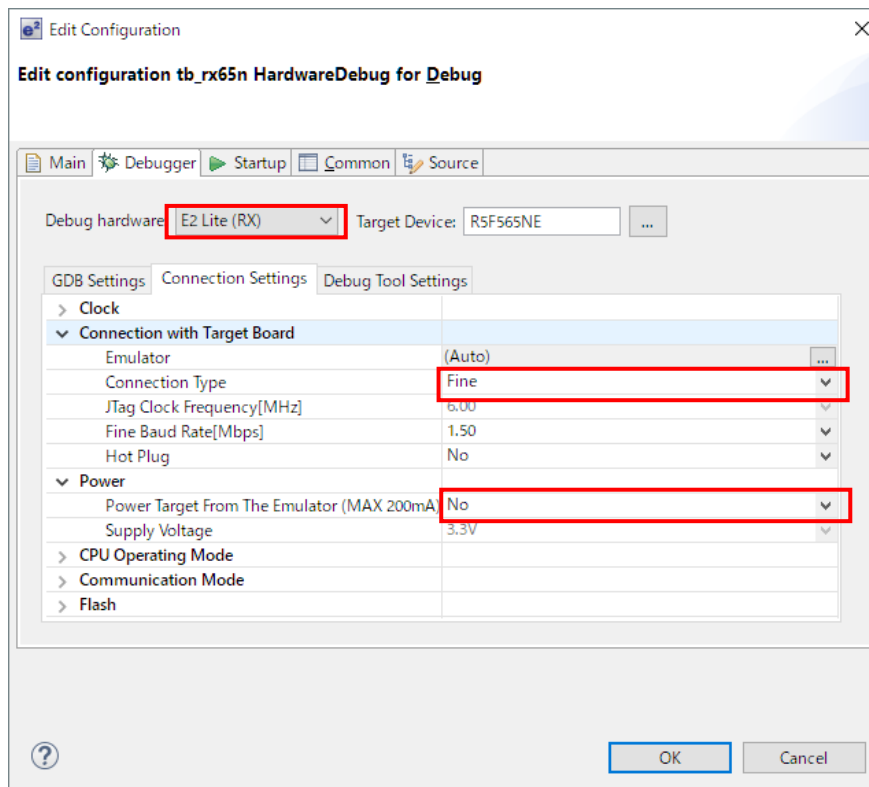 e² Edit Configuration
Edit configuration tb_rx65n HardwareDebug for Debug
Main Debugger Startup Common Source
Debug hardware E2 Lite (RX) Target Device: R5F565NE ...
GDB Settings Connection Settings Debug Tool Settings
Clock
Connection with Target Board
Emulator (Auto) ...
Connection Type Fine
JTag Clock Frequency[MHz] 6.00
Fine Baud Rate[Mbps] 1.50
Hot Plug No
Power
Power Target From The Emulator (MAX 200mA) No
Supply Voltage 3.3V
CPU Operating Mode
Communication Mode
Flash
? OK Cancel